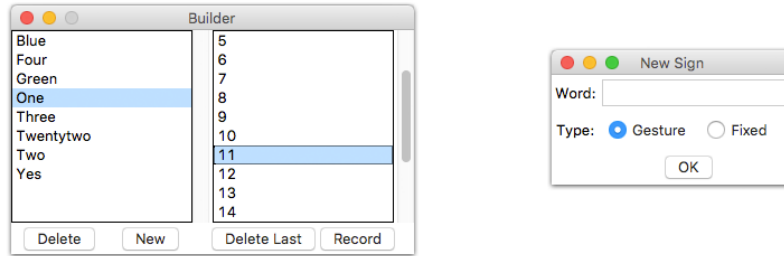 Builder
Blue
Four
Green
One
Three
Twentytwo
Two
Yes
5
6
7
8
9
10
11
12
13
14
Delete
New
Delete Last
Record
New Sign
Word:
Type: Gesture Fixed
OK